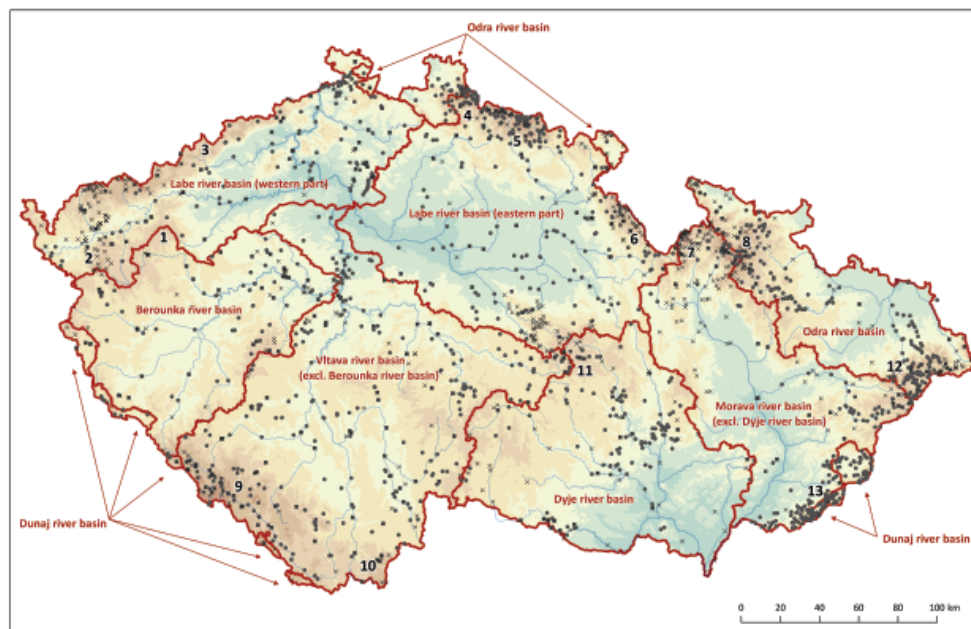 Odra river basin
4
5
3
Labe river basin (western part)
Labe river basin (eastern part)
1
2
6
7
8
Berounka river basin
Odra river basin
Vltava river basin
(excl. Berounka river basin)
11
12
Morava river basin
(excl. Dyje river basin)
9
Dyje river basin
13
Dunaj river basin
Dunaj river basin
10
0 20 40 60 80 100 km